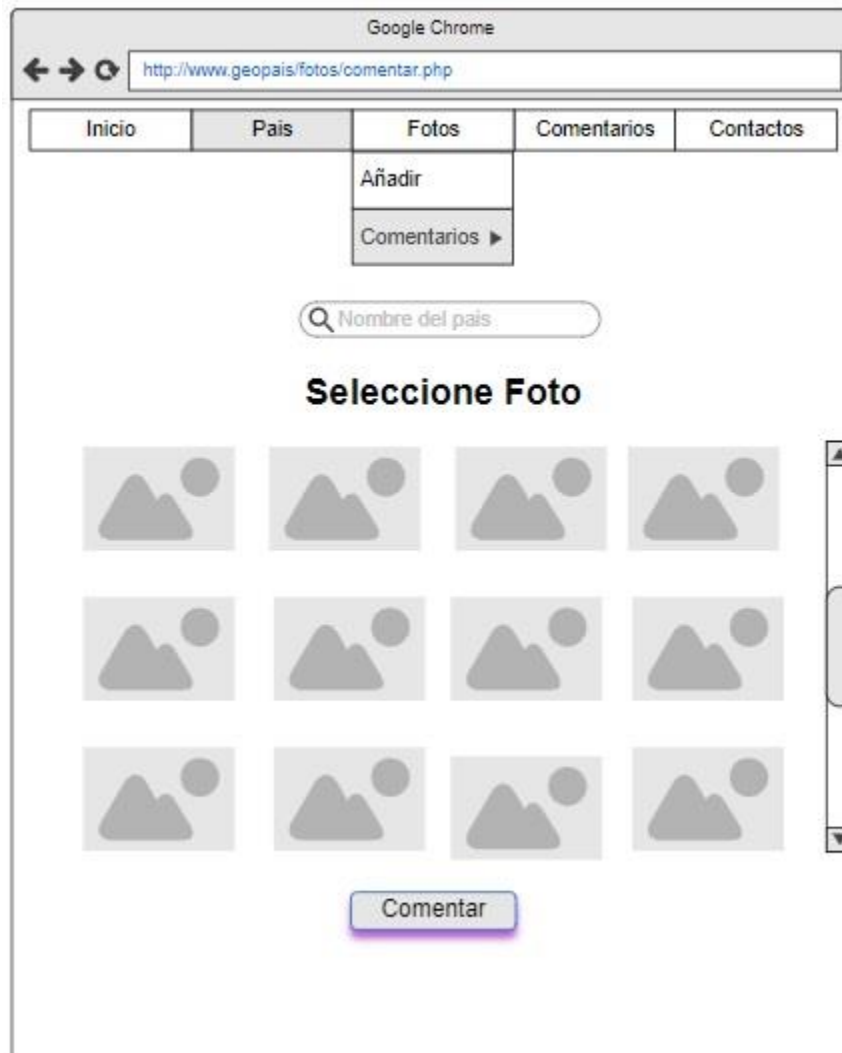 Google Chrome
http://www.geopais/fotos/comentar.php
Inicio Pais Fotos Comentarios Contactos
Añadir
Comentarios
Nombre del pais
Seleccione Foto
Comentar